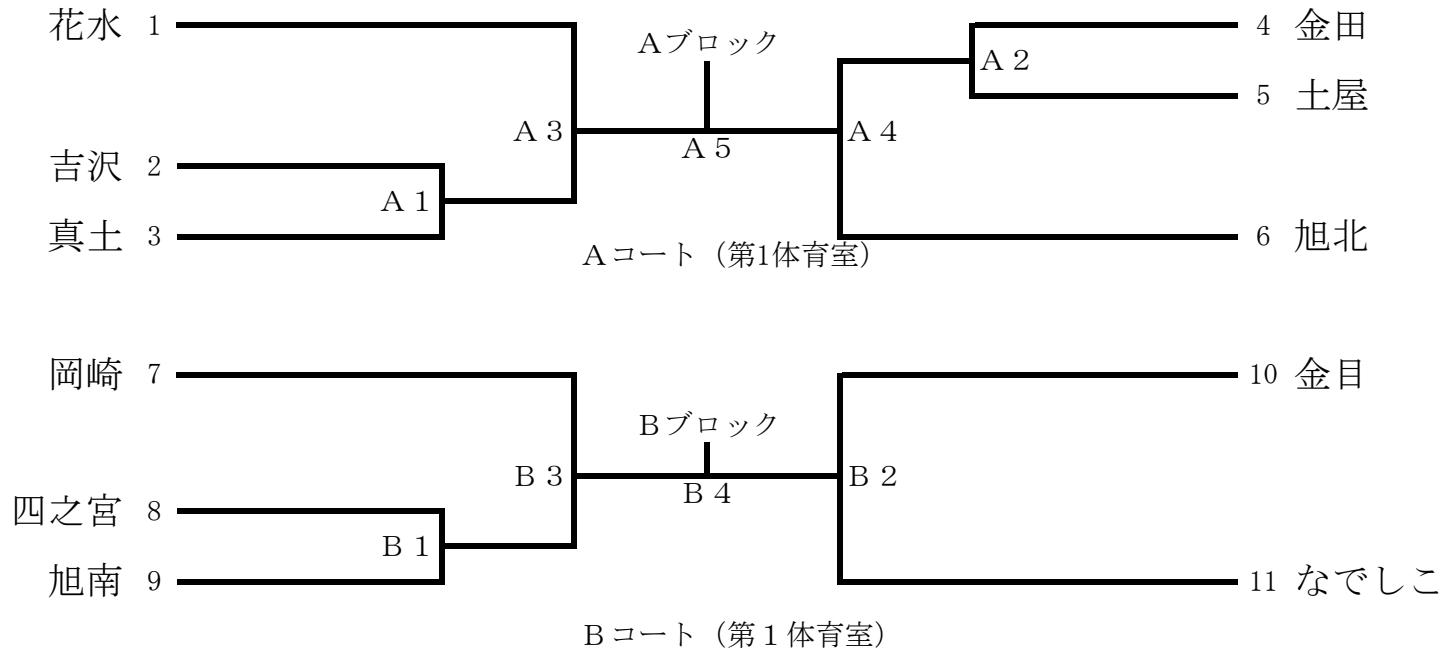 花水 1
Aブロック
4 金田
A2
5 土屋
A3
A4
A5
吉沢 2
A1
真土 3
6 旭北
Aコート（第1体育室）
岡崎 7
10 金目
Bブロック
B3
B2
B4
四之宮 8
B1
旭南 9
11 なでしこ
Bコート（第１体育室）